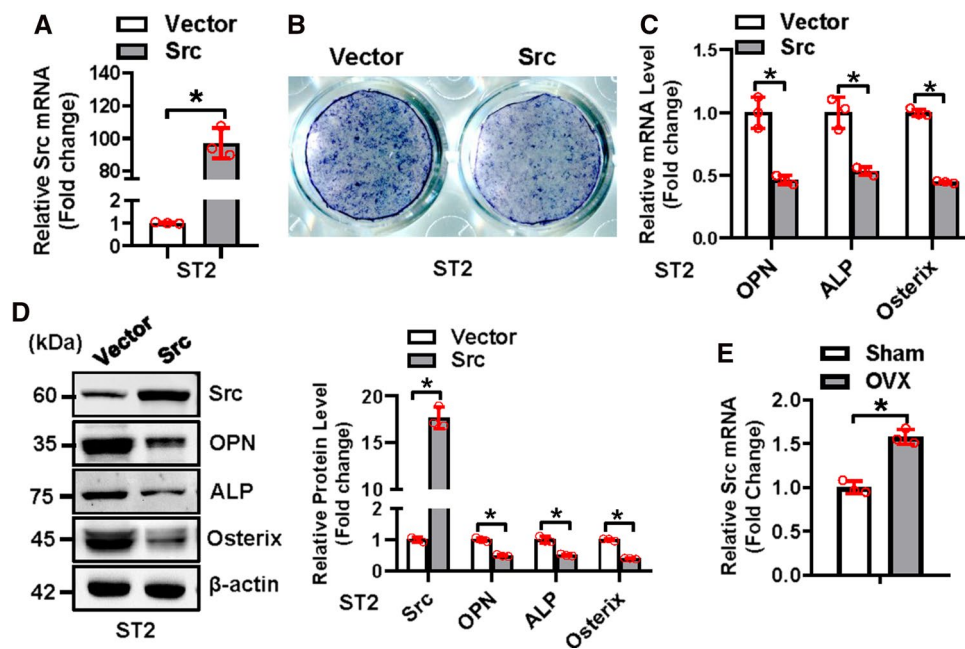 A
Vector
Src
Relative Src mRNA
(Fold change)
140
120
100
80
60
40
2
1
0
*
ST2
B
Vector
Src
ST2
C
Vector
Src
Relative mRNA Level
(Fold change)
1.5
1.0
0.5
0.0
*
*
*
ST2
OPN
ALP
Osterix
D
(kDa)
Vector
Src
60
Src
35
OPN
75
ALP
45
Osterix
42
β-actin
ST2
Vector
Src
Relative Protein Level
(Fold change)
20
15
10
2
1
0
*
*
*
*
ST2
Src
OPN
ALP
Osterix
E
Sham
OVX
Relative Src mRNA
(Fold Change)
2.0
1.5
1.0
0.5
0.0
*